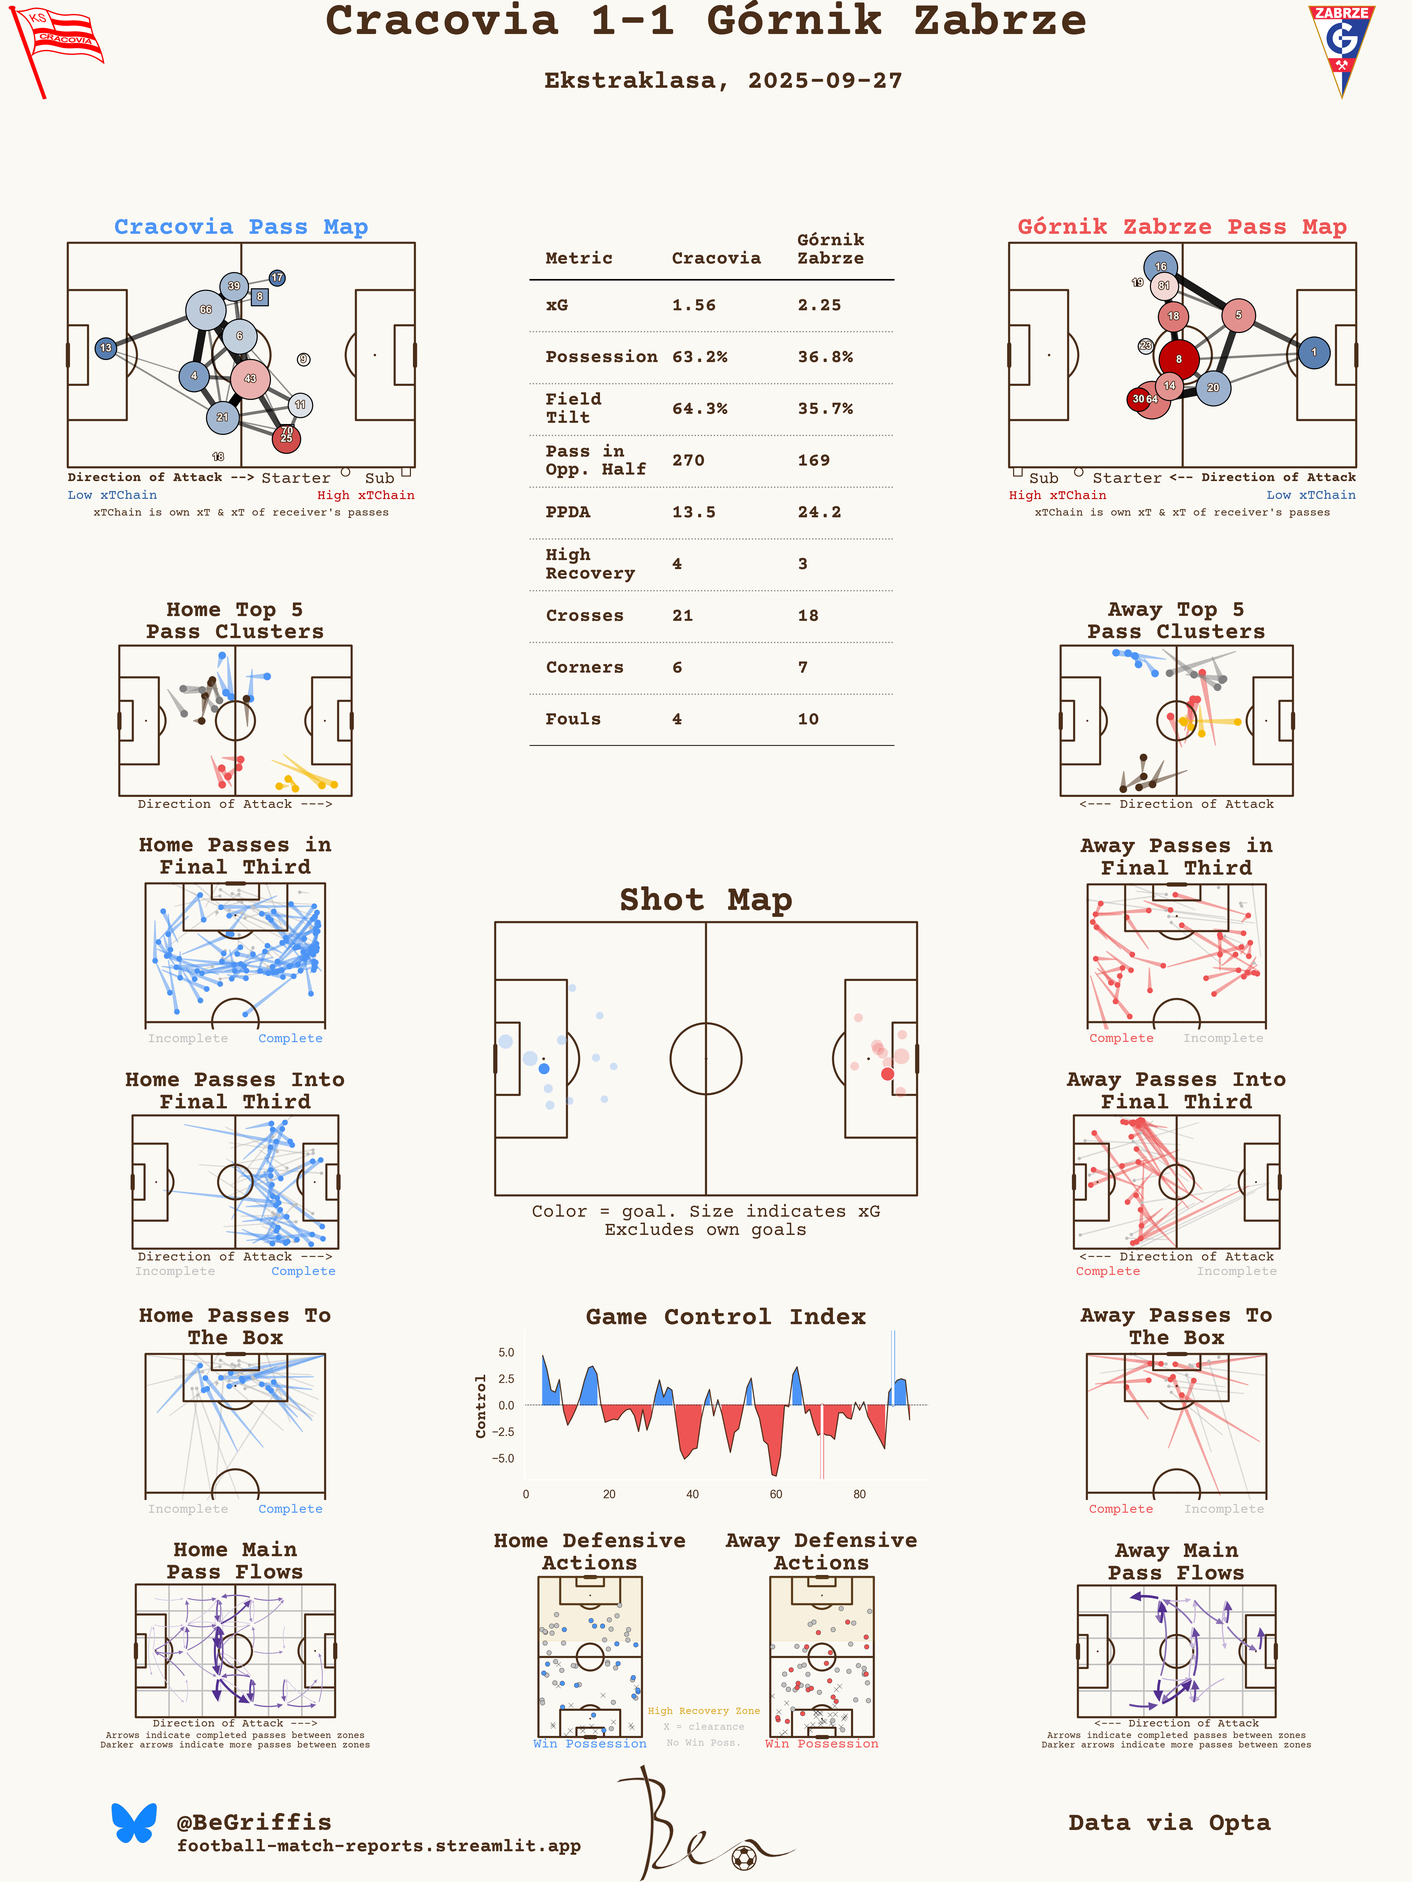 Cracovia 1-1 Górnik Zabrze
Ekstraklasa, 2025-09-27
KS
CRACOVIA
ZABRZE
G
Cracovia Pass Map
39
17
8
66
6
13
9
4
43
11
21
70
25
18
Direction of Attack --> Starter Sub
Low xTChain High xTChain
xTChain is own xT & xT of receiver's passes
Metric Cracovia Górnik Zabrze
xG 1.56 2.25
Possession 63.2% 36.8%
Field Tilt 64.3% 35.7%
Pass in Opp. Half 270 169
PPDA 13.5 24.2
High Recovery 4 3
Crosses 21 18
Corners 6 7
Fouls 4 10
Górnik Zabrze Pass Map
16
19
81
18
5
23
8
1
14
20
30
64
Sub Starter <-- Direction of Attack
High xTChain Low xTChain
xTChain is own xT & xT of receiver's passes
Home Top 5
Pass Clusters
Direction of Attack --->
Away Top 5
Pass Clusters
<--- Direction of Attack
Home Passes in
Final Third
Incomplete Complete
Away Passes in
Final Third
Complete Incomplete
Shot Map
Color = goal. Size indicates xG
Excludes own goals
Home Passes Into
Final Third
Direction of Attack --->
Incomplete Complete
Away Passes Into
Final Third
<--- Direction of Attack
Complete Incomplete
Home Passes To
The Box
Incomplete Complete
Game Control Index
Control
5.0
2.5
0.0
−2.5
−5.0
0 20 40 60 80
Away Passes To
The Box
Complete Incomplete
Home Main
Pass Flows
Direction of Attack --->
Arrows indicate completed passes between zones
Darker arrows indicate more passes between zones
Home Defensive
Actions
Win Possession
High Recovery Zone
X = clearance
No Win Poss.
Away Defensive
Actions
Win Possession
Away Main
Pass Flows
<--- Direction of Attack
Arrows indicate completed passes between zones
Darker arrows indicate more passes between zones
@BeGriffis
football-match-reports.streamlit.app
Ben
Data via Opta